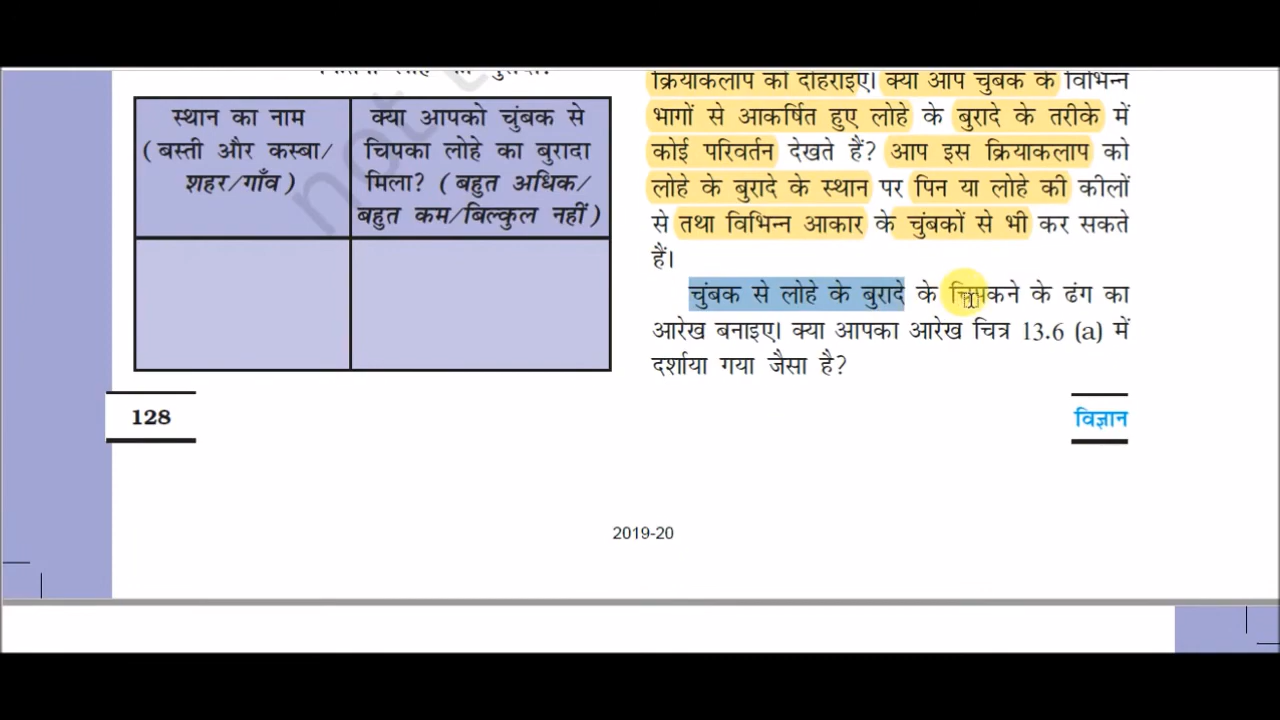 स्थान का नाम
(बस्ती और कस्बा/
शहर/गाँव)
क्या आपको चुंबक से
चिपका लोहे का बुरादा
मिला? (बहुत अधिक/
बहुत कम/बिल्कुल नहीं)
128
क्रियाकलाप को दोहराइए। क्या आप चुंबक के विभिन्न
भागों से आकर्षित हुए लोहे के बुरादे के तरीके में
कोई परिवर्तन देखते हैं? आप इस क्रियाकलाप को
लोहे के बुरादे के स्थान पर पिन या लोहे की कीलों
से तथा विभिन्न आकार के चुंबकों से भी कर सकते
हैं।
चुंबक से लोहे के बुरादे के चिपकने के ढंग का
आरेख बनाइए। क्या आपका आरेख चित्र 13.6 (a) में
दर्शाया गया जैसा है?
विज्ञान
2019-20
not